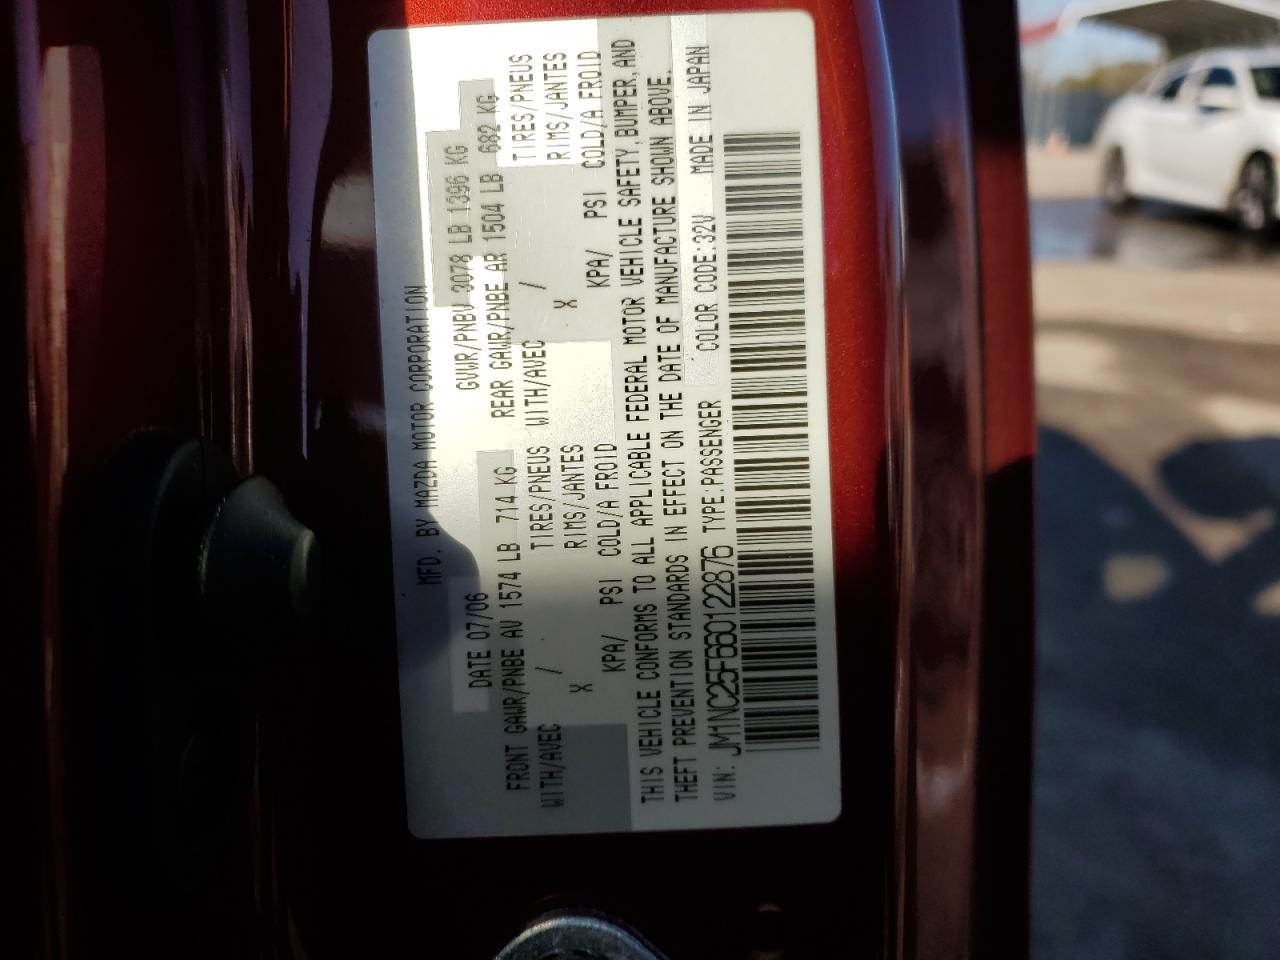 MFD. BY MAZDA MOTOR CORPORATION
DATE 07/06 GVWR/PNBV 3078 LB 1396 KG
FRONT GAWR/PNBE AV 1574 LB 714 KG REAR GAWR/PNBE AR 1504 LB 682 KG
WITH/AVEC / TIRES/PNEUS WITH/AVEC / TIRES/PNEUS
X RIMS/JANTES X RIMS/JANTES
KPA/ PSI COLD/A FROID KPA/ PSI COLD/A FROID
THIS VEHICLE CONFORMS TO ALL APPLICABLE FEDERAL MOTOR VEHICLE SAFETY, BUMPER, AND
THEFT PREVENTION STANDARDS IN EFFECT ON THE DATE OF MANUFACTURE SHOWN ABOVE.
VIN: JM1NC25F660122876 TYPE:PASSENGER COLOR CODE:32V MADE IN JAPAN